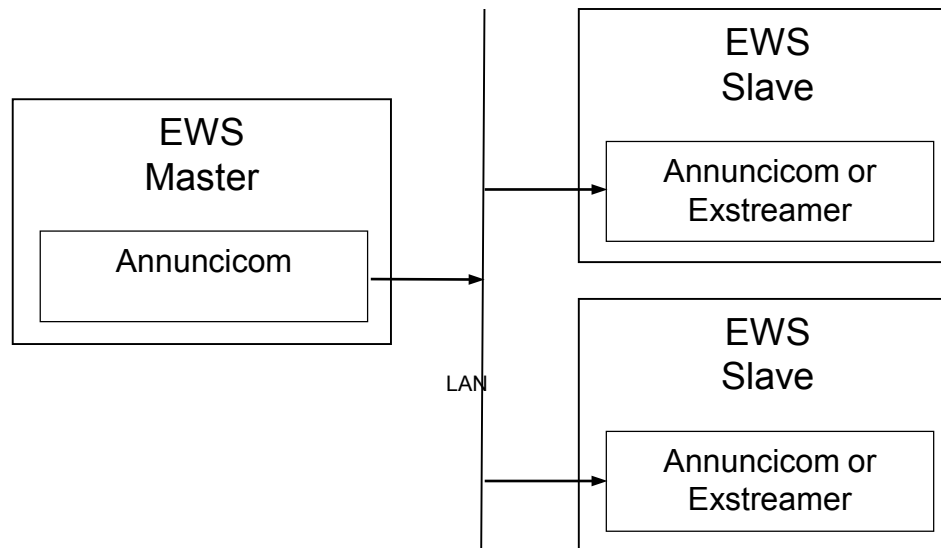 EWS
Master
Annuncicom
LAN
EWS
Slave
Annuncicom or
Exstreamer
EWS
Slave
Annuncicom or
Exstreamer